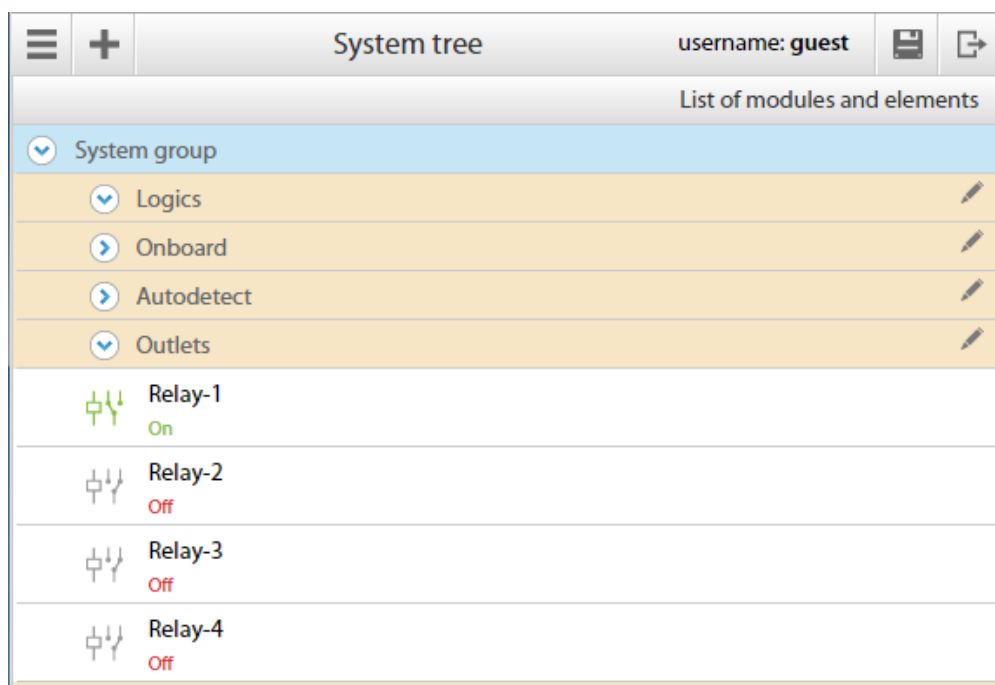 System tree username: guest
List of modules and elements
System group
Logics
Onboard
Autodetect
Outlets
Relay-1
On
Relay-2
Off
Relay-3
Off
Relay-4
Off